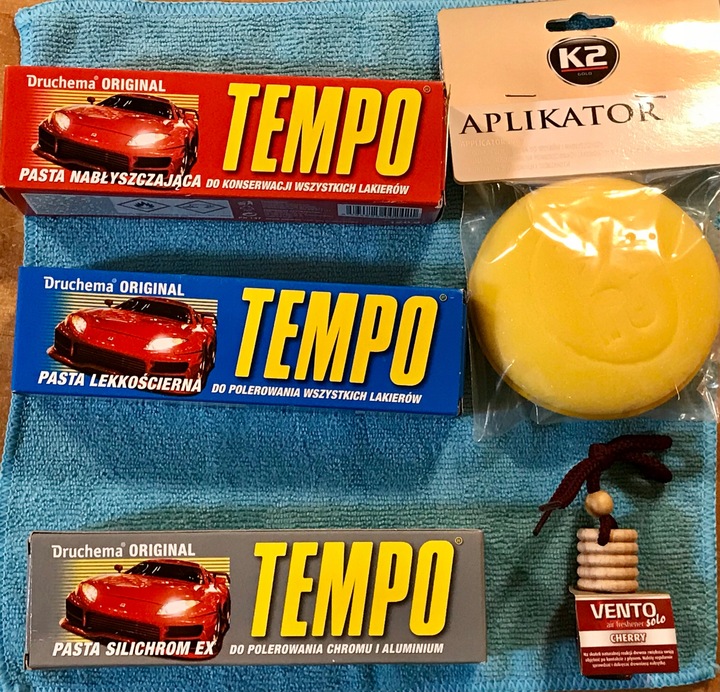 Druchema® ORIGINAL
TEMPO®
PASTA NABŁYSZCZAJĄCA DO KONSERWACJI WSZYSTKICH LAKIERÓW
K2
GOLD
APLIKATOR
Druchema® ORIGINAL
TEMPO®
PASTA LEKKOŚCIERNA DO POLEROWANIA WSZYSTKICH LAKIERÓW
Druchema® ORIGINAL
TEMPO®
PASTA SILICHROM EX DO POLEROWANIA CHROMU I ALUMINIUM
VENTO
air freshener solo
CHERRY